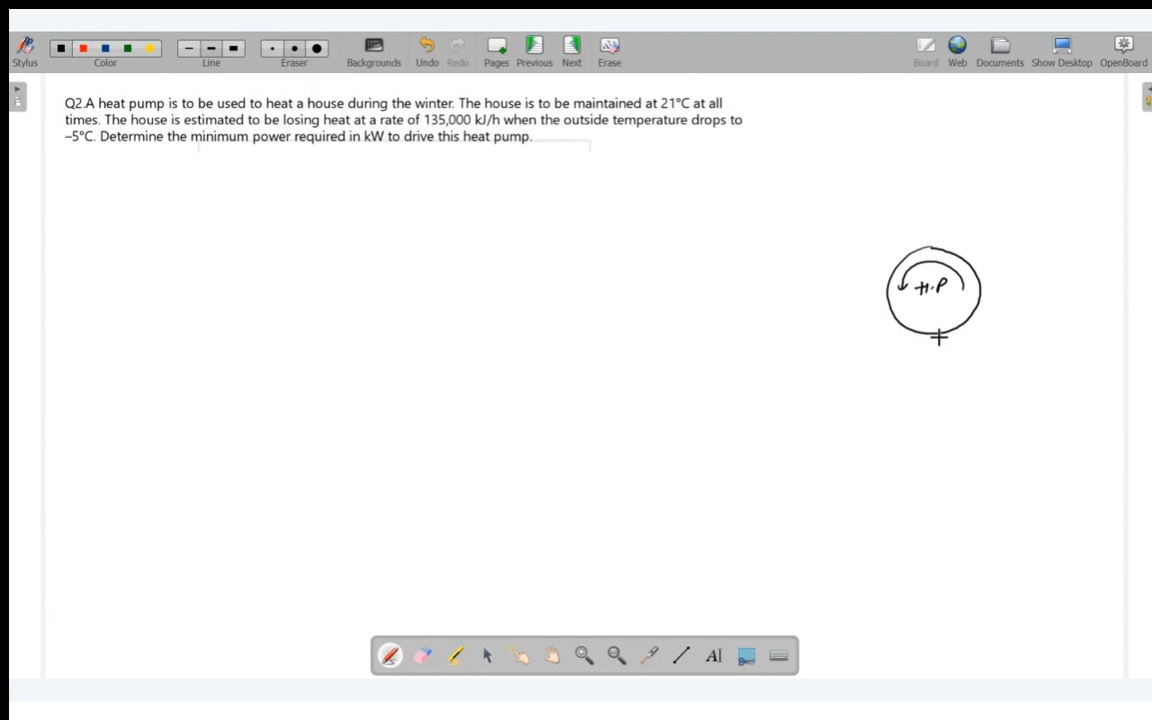 Stylus
Color
Line
Eraser
Backgrounds
Undo
Redo
Pages
Previous
Next
Erase
Board
Web
Documents
Show Desktop
OpenBoard
Q2.A heat pump is to be used to heat a house during the winter. The house is to be maintained at 21°C at all
times. The house is estimated to be losing heat at a rate of 135,000 kJ/h when the outside temperature drops to
–5°C. Determine the minimum power required in kW to drive this heat pump.
H.P
AI